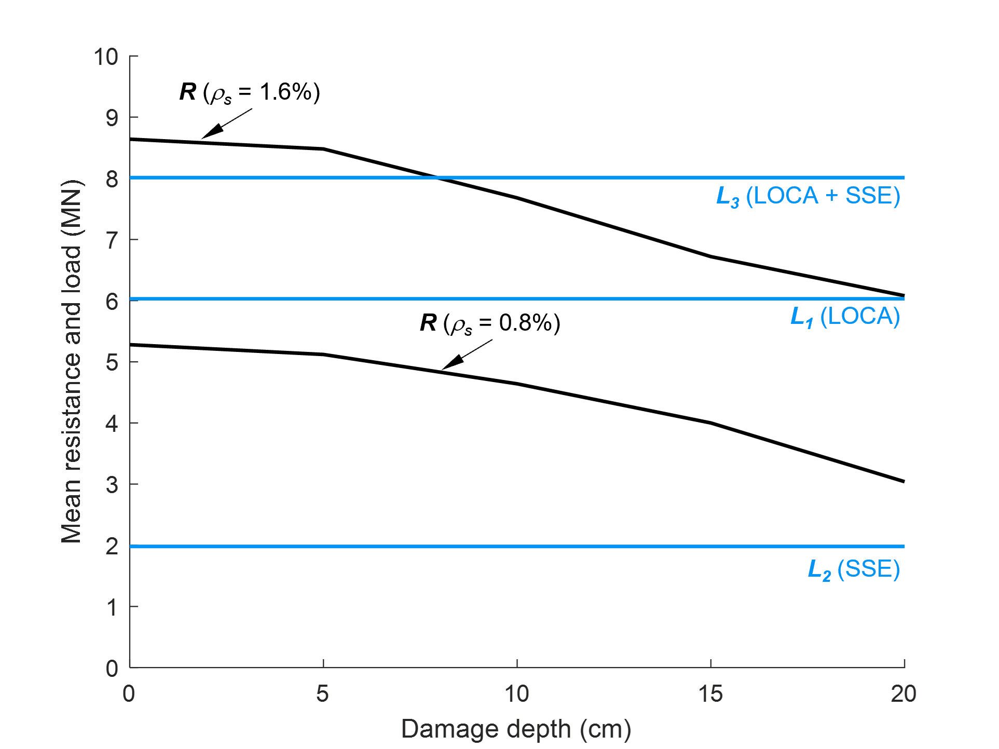 10
R (ρs = 1.6%)
9
8
L3 (LOCA + SSE)
7
6
L1 (LOCA)
R (ρs = 0.8%)
5
4
3
2
L2 (SSE)
1
0
0 5 10 15 20
Damage depth (cm)
Mean resistance and load (MN)